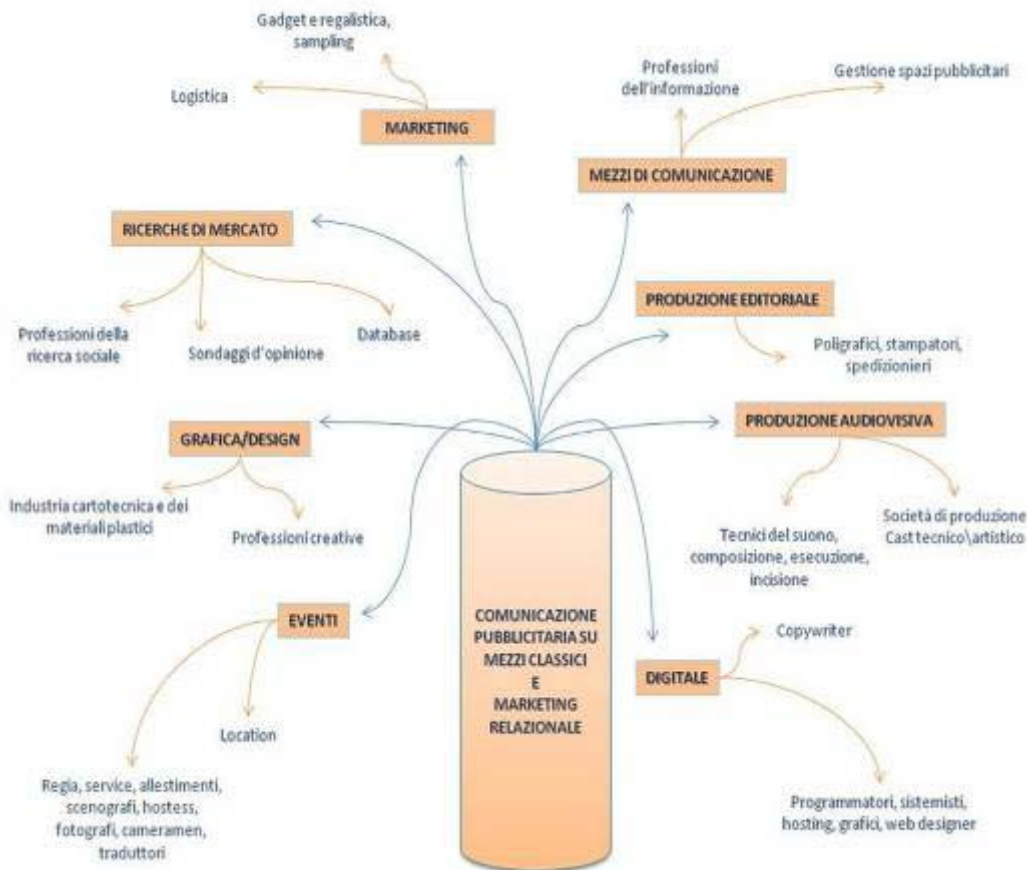 Gadget e regalistica,
sampling
Logistica
MARKETING
Professioni
dell'informazione
Gestione spazi pubblicitari
MEZZI DI COMUNICAZIONE
RICERCHE DI MERCATO
Professioni della
ricerca sociale
Sondaggi d'opinione
Database
PRODUZIONE EDITORIALE
Poligrafici, stampatori,
spedizionieri
GRAFICA/DESIGN
Industria cartotecnica e dei
materiali plastici
Professioni creative
PRODUZIONE AUDIOVISIVA
Tecnici del suono,
composizione, esecuzione,
incisione
Società di produzione
Cast tecnico\artistico
EVENTI
Location
Regia, service, allestimenti,
scenografi, hostess,
fotografi, cameramen,
traduttori
COMUNICAZIONE
PUBBLICITARIA SU
MEZZI CLASSICI
E
MARKETING
RELAZIONALE
Copywriter
DIGITALE
Programmatori, sistemisti,
hosting, grafici, web designer